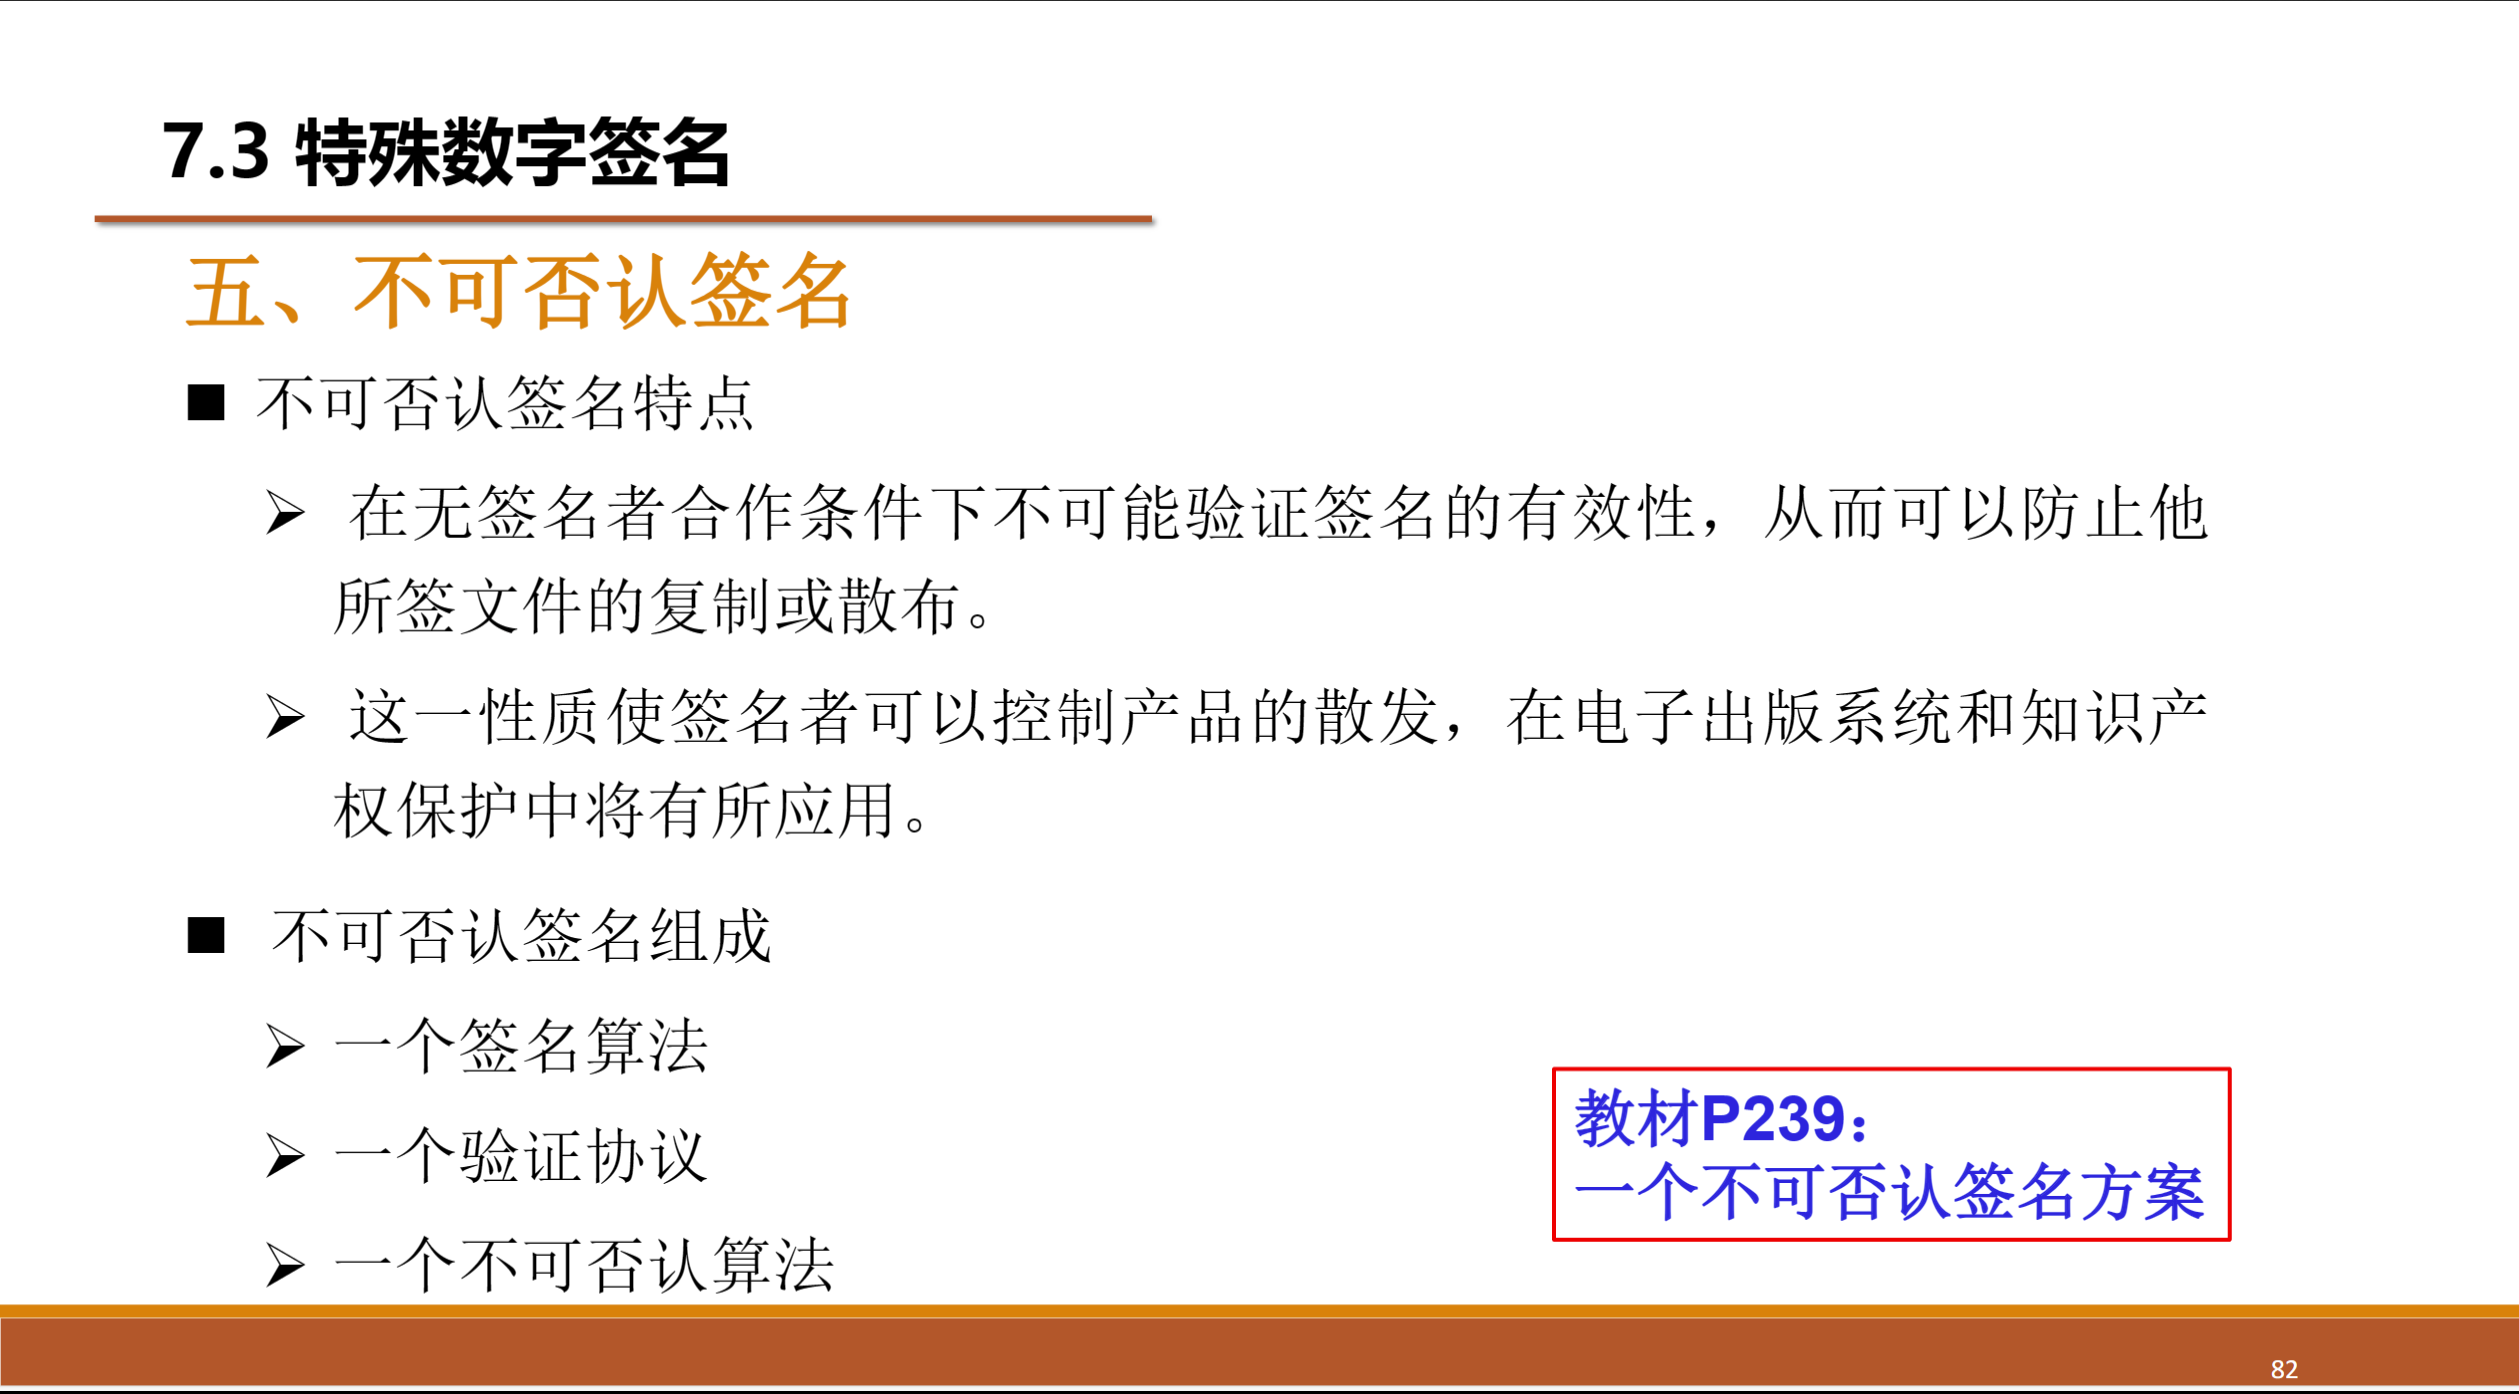 7.3 特殊数字签名
五、不可否认签名
■ 不可否认签名特点
➢ 在无签名者合作条件下不可能验证签名的有效性，从而可以防止他
所签文件的复制或散布。
➢ 这一性质使签名者可以控制产品的散发，在电子出版系统和知识产
权保护中将有所应用。
■ 不可否认签名组成
➢ 一个签名算法
➢ 一个验证协议
➢ 一个不可否认算法
教材P239：
一个不可否认签名方案
82